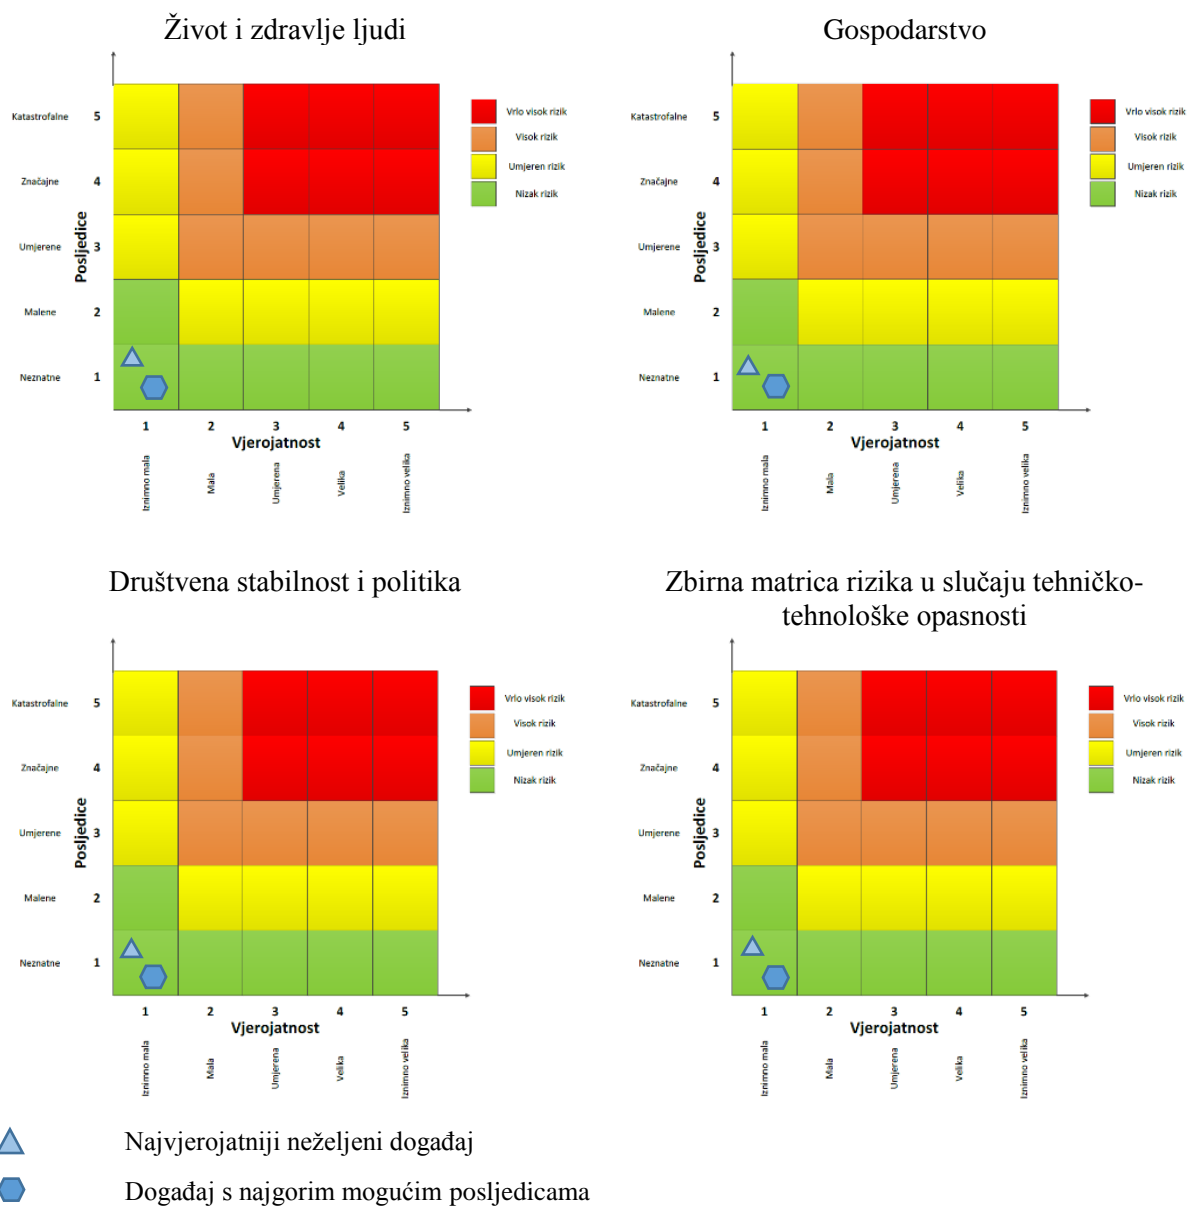 Život i zdravlje ljudi
Katastrofalne 5
Značajne 4
Umjerene 3
Malene 2
Neznatne 1
Posljedice
1 2 3 4 5
Vjerojatnost
Iznimno mala
Mala
Umjerena
Velika
Iznimno velika
Vrlo visok rizik
Visok rizik
Umjeren rizik
Nizak rizik
Gospodarstvo
Katastrofalne 5
Značajne 4
Umjerene 3
Malene 2
Neznatne 1
Posljedice
1 2 3 4 5
Vjerojatnost
Iznimno mala
Mala
Umjerena
Velika
Iznimno velika
Vrlo visok rizik
Visok rizik
Umjeren rizik
Nizak rizik
Društvena stabilnost i politika
Katastrofalne 5
Značajne 4
Umjerene 3
Malene 2
Neznatne 1
Posljedice
1 2 3 4 5
Vjerojatnost
Iznimno mala
Mala
Umjerena
Velika
Iznimno velika
Vrlo visok rizik
Visok rizik
Umjeren rizik
Nizak rizik
Zbirna matrica rizika u slučaju tehničko-
tehnološke opasnosti
Katastrofalne 5
Značajne 4
Umjerene 3
Malene 2
Neznatne 1
Posljedice
1 2 3 4 5
Vjerojatnost
Iznimno mala
Mala
Umjerena
Velika
Iznimno velika
Vrlo visok rizik
Visok rizik
Umjeren rizik
Nizak rizik
Najvjerojatniji neželjeni događaj
Događaj s najgorim mogućim posljedicama